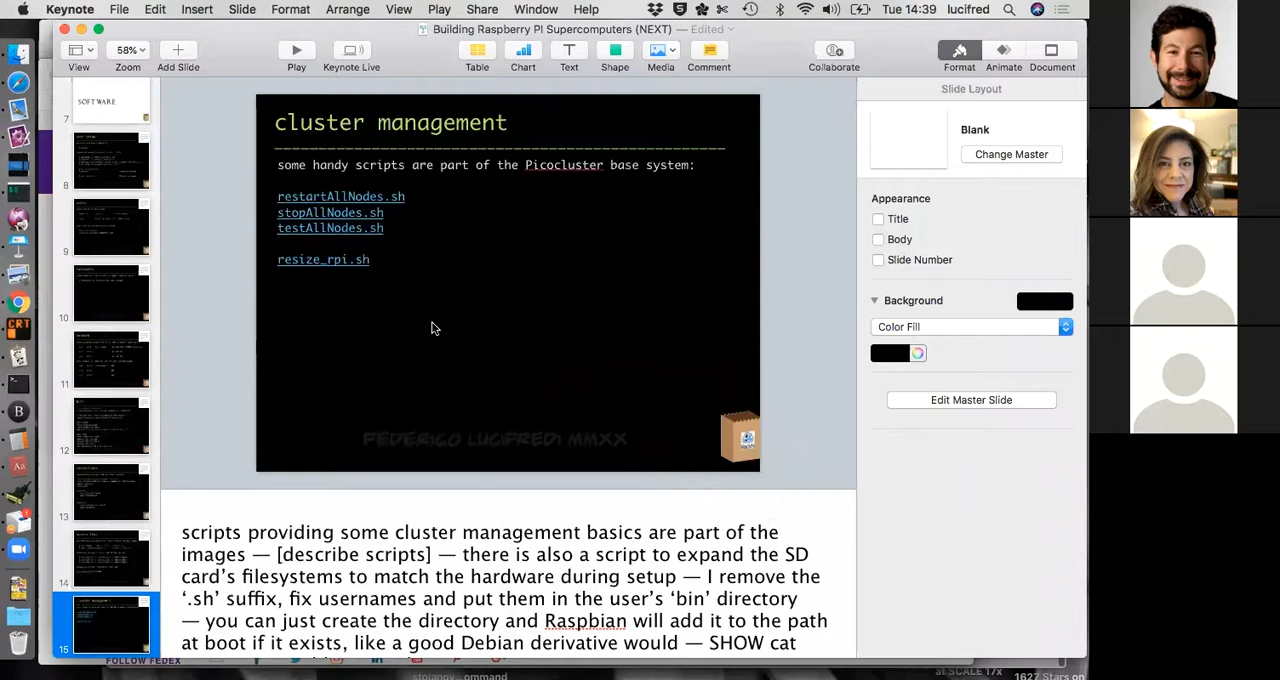 Keynote File Edit Insert Slide Format Arrange View Play Share Window Help
Tue 14:39 lucifred
Building Raspberry PI Supercomputers (NEXT) — Edited
58%
View Zoom Add Slide Play Keynote Live Table Chart Text Shape Media Comment Collaborate Format Animate Document
SOFTWARE
7
8
9
10
11
12
13
14
15
cluster management
some handy scripts are part of the Picocluster base system:
restartAllNodes.sh
stopAllNodes.sh
testAllNodes.sh
resize_rpi.sh
FEDERICO LUCIFREDI MMXX
scripts providing some cluster management basics are part of the
images — [describe scripts] — there's also a script to expand the SD
card's filesystems to match the hardware during setup — I remove the
'.sh' suffix, fix usernames and put them in the user's 'bin' directory
— you can just create the directory and Raspbian will add it to the path
at boot if it exists, like a good Debian derivative would — SHOW cat
Slide Layout
Blank
Change Master
Appearance
Title
Body
Slide Number
Background
Color Fill
Edit Master Slide
CRT
FOLLOW FEDEX
at SCALE 17x
1627 Stars on